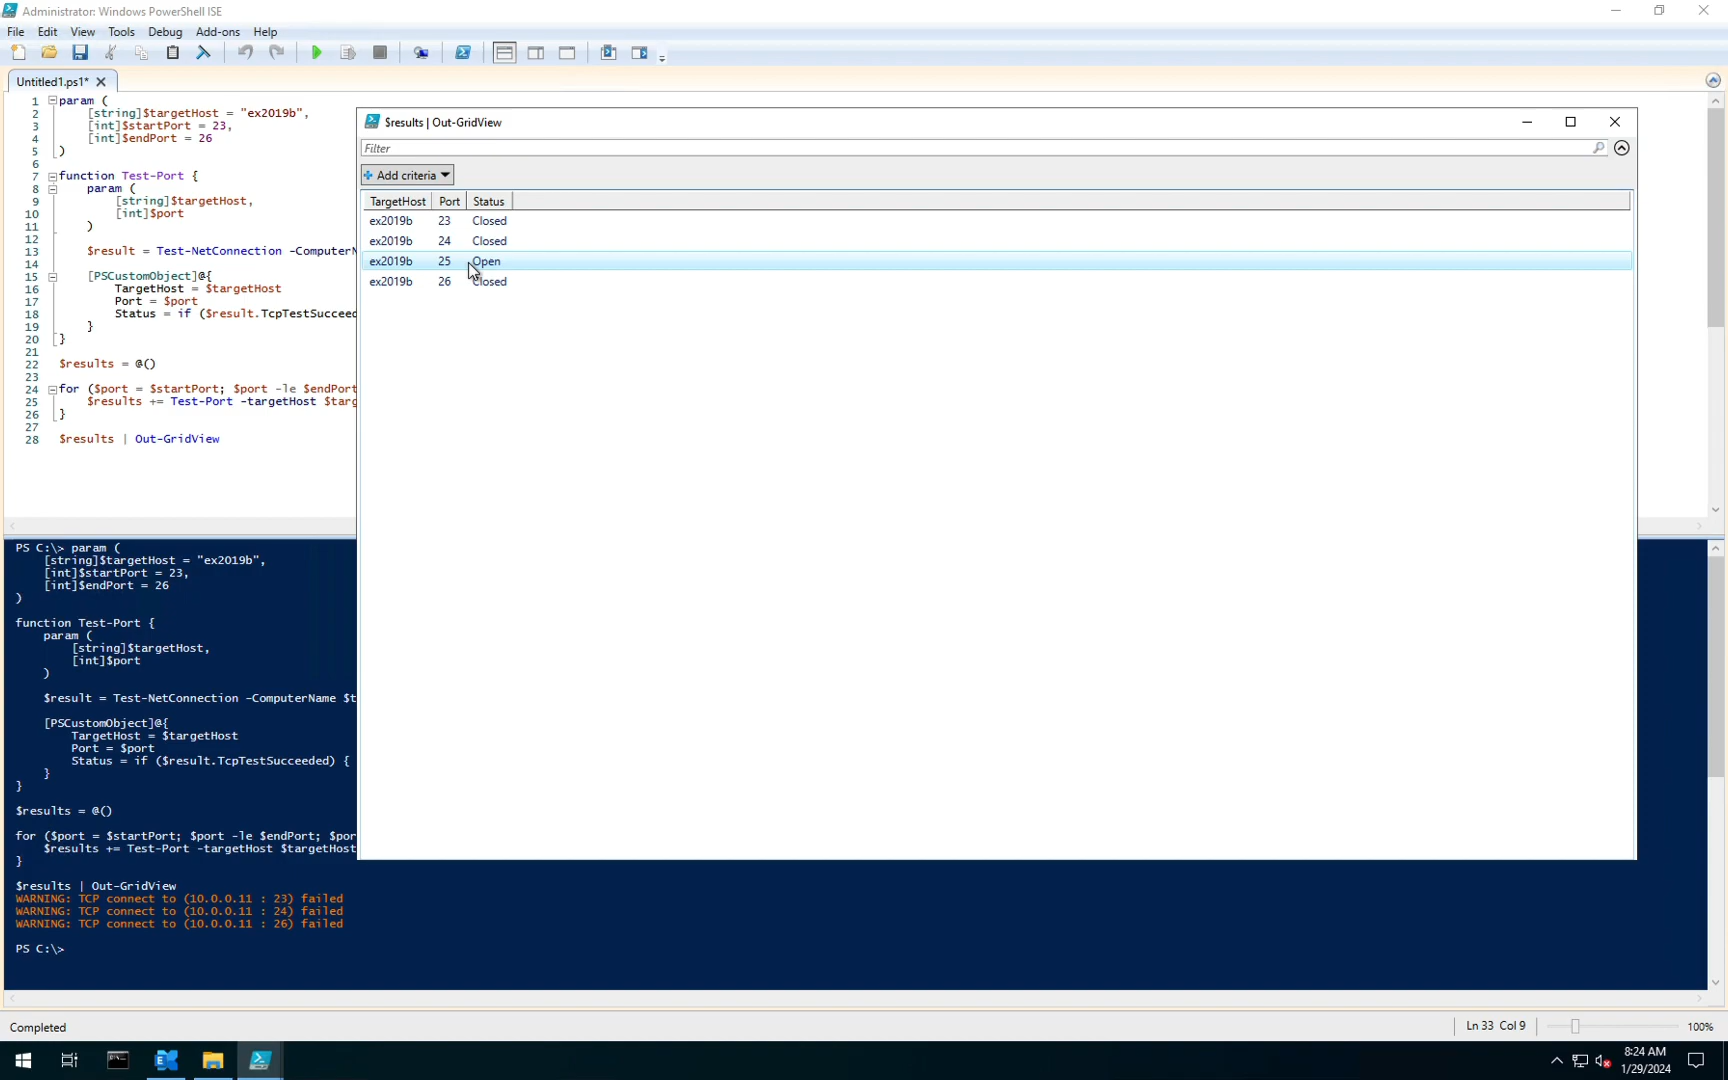 Administrator: Windows PowerShell ISE
File Edit View Tools Debug Add-ons Help
Untitled1.ps1*
1 param (
2 [string]$targetHost = "ex2019b",
3 [int]$startPort = 23,
4 [int]$endPort = 26
5 )
6
7 function Test-Port {
8 param (
9 [string]$targetHost,
10 [int]$port
11 )
12
13 $result = Test-NetConnection -ComputerN
14
15 [PSCustomObject]@{
16 TargetHost = $targetHost
17 Port = $port
18 Status = if ($result.TcpTestSucceed
19 }
20 }
21
22 $results = @()
23
24 for ($port = $startPort; $port -le $endPort
25 $results += Test-Port -targetHost $targ
26 }
27
28 $results | Out-GridView
$results | Out-GridView
Filter
Add criteria
TargetHost Port Status
ex2019b 23 Closed
ex2019b 24 Closed
ex2019b 25 Open
ex2019b 26 Closed
PS C:\> param (
[string]$targetHost = "ex2019b",
[int]$startPort = 23,
[int]$endPort = 26
)
function Test-Port {
param (
[string]$targetHost,
[int]$port
)
$result = Test-NetConnection -ComputerName $t
[PSCustomObject]@{
TargetHost = $targetHost
Port = $port
Status = if ($result.TcpTestSucceeded) {
}
}
$results = @()
for ($port = $startPort; $port -le $endPort; $por
$results += Test-Port -targetHost $targetHost
}
$results | Out-GridView
WARNING: TCP connect to (10.0.0.11 : 23) failed
WARNING: TCP connect to (10.0.0.11 : 24) failed
WARNING: TCP connect to (10.0.0.11 : 26) failed
PS C:\>
Completed
Ln 33 Col 9
100%
8:24 AM
1/29/2024